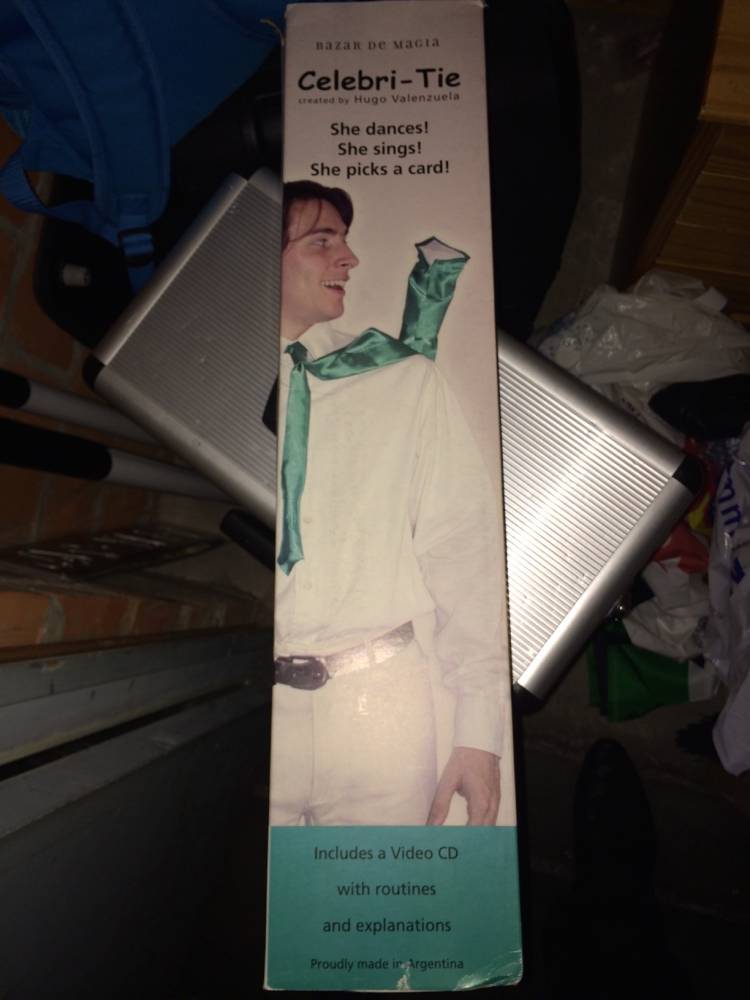 BAZAR DE MAGIA
Celebri-Tie
created by Hugo Valenzuela
She dances!
She sings!
She picks a card!
Includes a Video CD
with routines
and explanations
Proudly made in Argentina